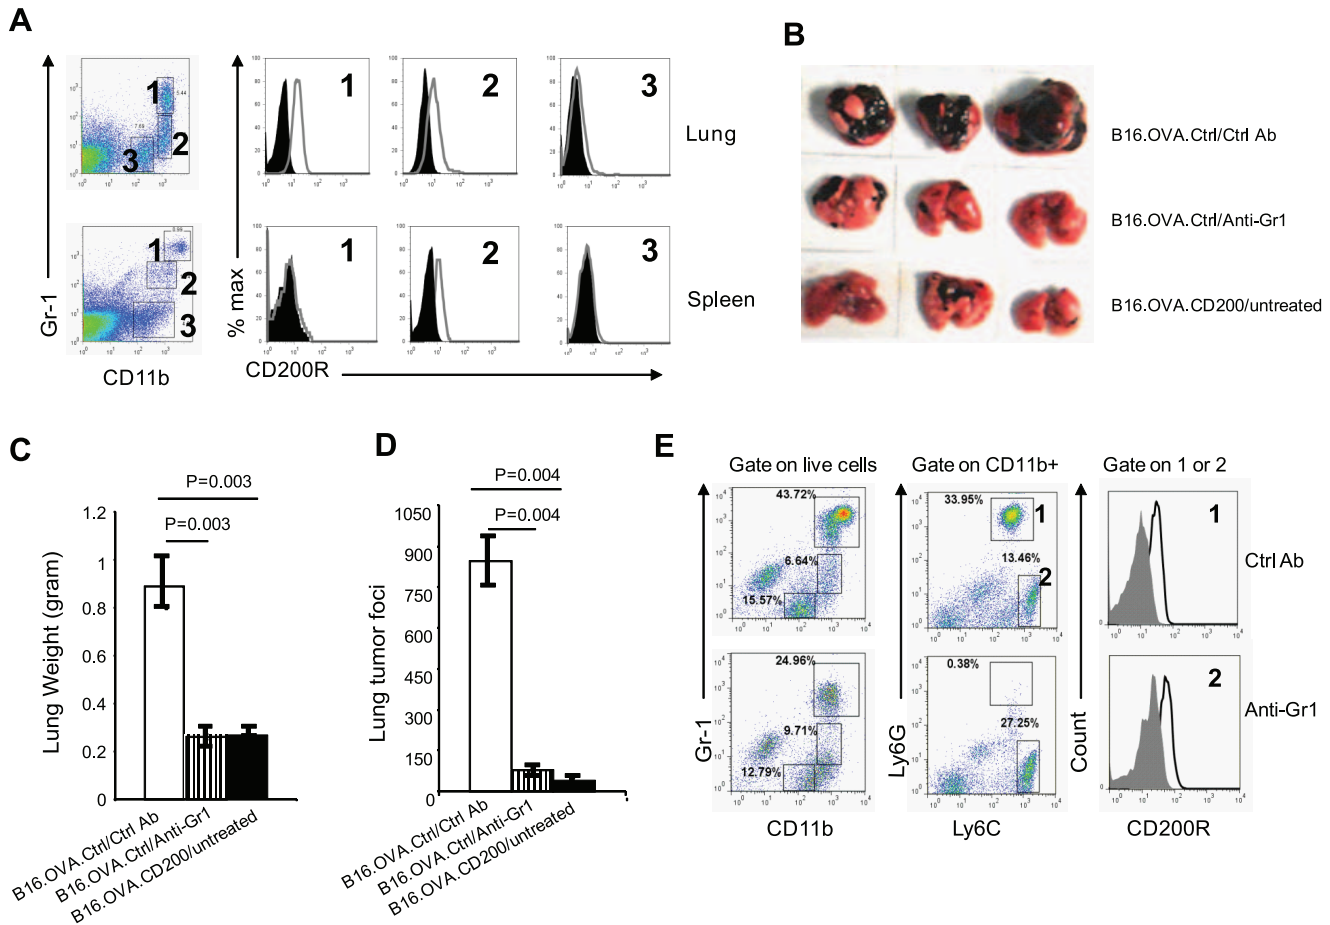 A
Gr-1
CD11b
% max
CD200R
1
2
3
1
2
3
1
2
3
1
2
3
7.69
Lung
Spleen
B
B16.OVA.Ctrl/Ctrl Ab
B16.OVA.Ctrl/Anti-Gr1
B16.OVA.CD200/untreated
C
P=0.003
P=0.003
Lung Weight (gram)
1.2
1
0.8
0.6
0.4
0.2
0
B16.OVA.Ctrl/Ctrl Ab
B16.OVA.Ctrl/Anti-Gr1
B16.OVA.CD200/untreated
D
P=0.004
P=0.004
Lung tumor foci
1050
900
750
600
450
300
150
0
B16.OVA.Ctrl/Ctrl Ab
B16.OVA.Ctrl/Anti-Gr1
B16.OVA.CD200/untreated
E
Gate on live cells
Gate on CD11b+
Gate on 1 or 2
43.72%
6.64%
15.57%
33.95%
1
13.46%
2
1
Ctrl Ab
24.96%
9.71%
12.79%
0.38%
27.25%
2
Anti-Gr1
Gr-1
CD11b
Ly6G
Ly6C
Count
CD200R